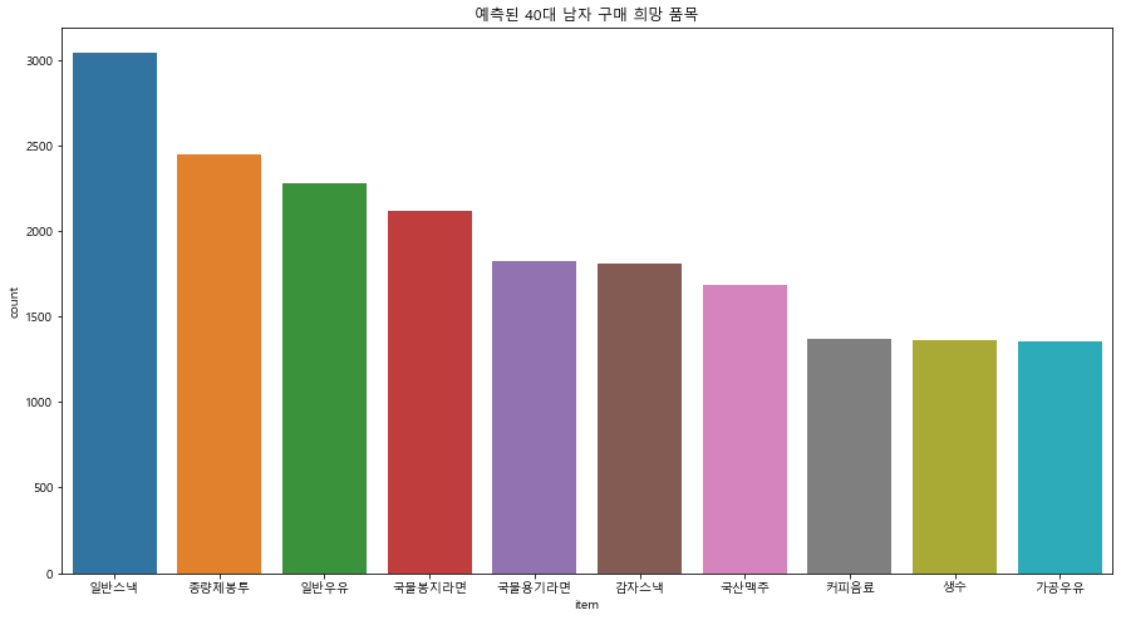 예측된 40대 남자 구매 희망 품목
3000
2500
2000
1500
1000
500
0
count
일반스낵 종량제봉투 일반우유 국물봉지라면 국물용기라면 감자스낵 국산맥주 커피음료 생수 가공우유
item